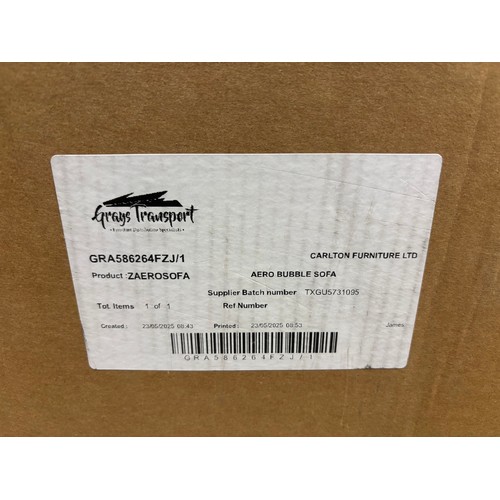 Grays Transport
GRA586264FZJ/1
CARLTON FURNITURE LTD
Product : ZAEROSOFA
AERO BUBBLE SOFA
Supplier Batch number TXGU5731095
Tot. Items 1 of 1
Ref Number
Created : 23/05/2025 08:43 Printed : 23/05/2025 08:53 James
GRA586264FZJ/1